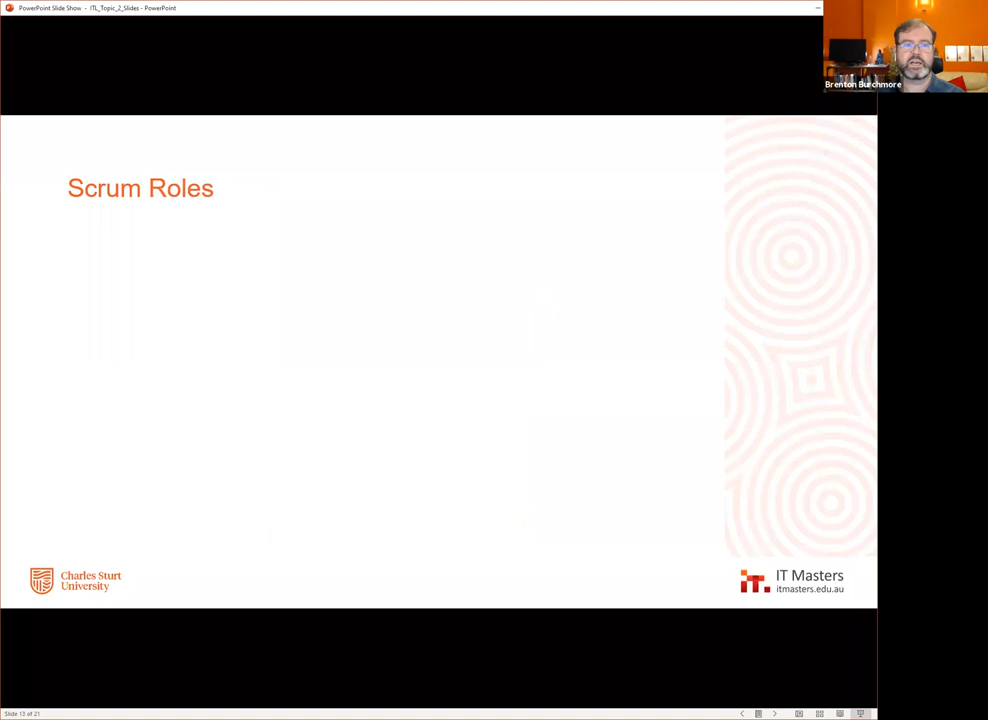 PowerPoint Slide Show - ITL_Topic_2_Slides - PowerPoint
Brenton Burchmore
Scrum Roles
Charles Sturt
University
IT Masters
itmasters.edu.au
Slide 13 of 21